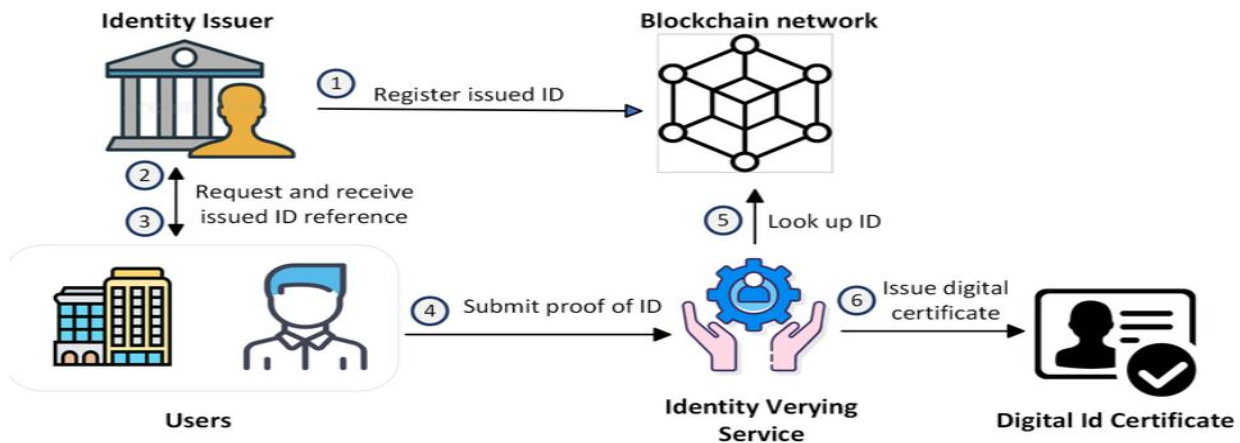 Identity Issuer
Blockchain network
1
Register issued ID
2
3
Request and receive
issued ID reference
5
Look up ID
4
Submit proof of ID
6
Issue digital
certificate
Users
Identity Verying
Service
Digital Id Certificate